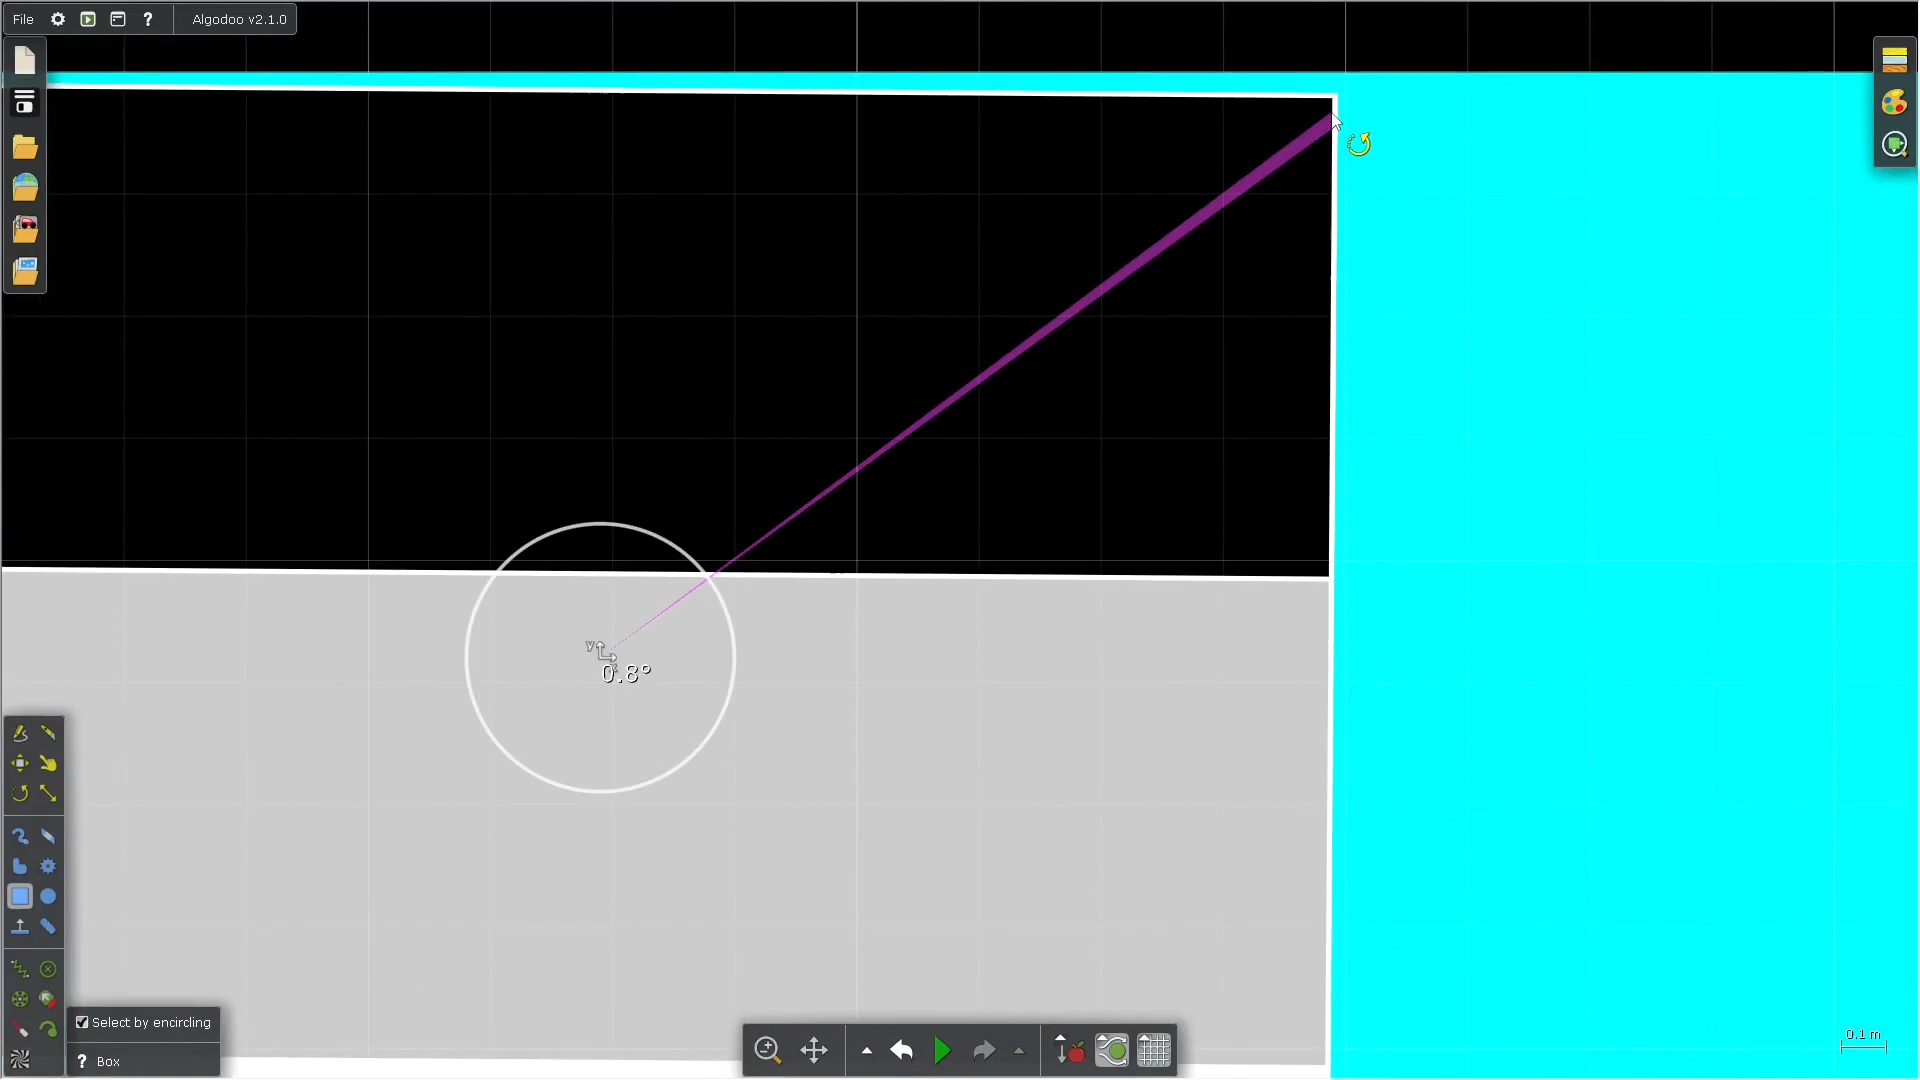 File ? Algodoo v2.1.0
Y
0.8°
Select by encircling
? Box
0.1 m